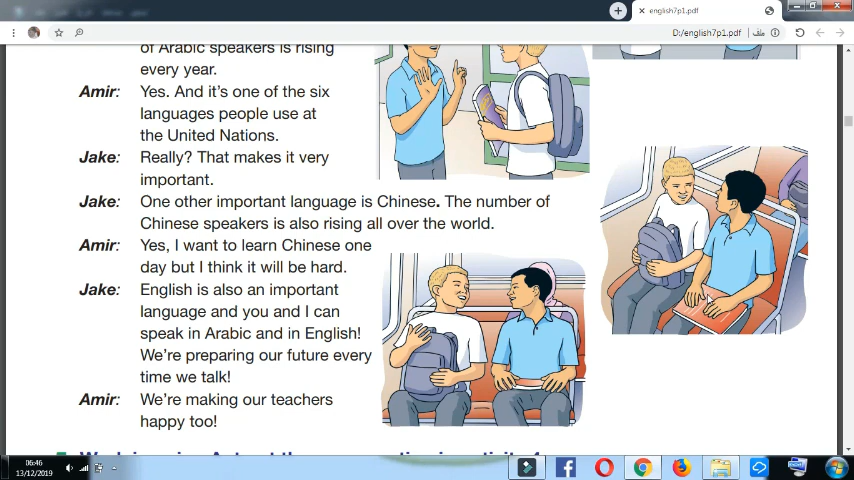 english7p1.pdf
D:/english7p1.pdf
ملف
of Arabic speakers is rising
every year.
Amir: Yes. And it's one of the six
languages people use at
the United Nations.
Jake: Really? That makes it very
important.
Jake: One other important language is Chinese. The number of
Chinese speakers is also rising all over the world.
Amir: Yes, I want to learn Chinese one
day but I think it will be hard.
Jake: English is also an important
language and you and I can
speak in Arabic and in English!
We're preparing our future every
time we talk!
Amir: We're making our teachers
happy too!
06:46
13/12/2019